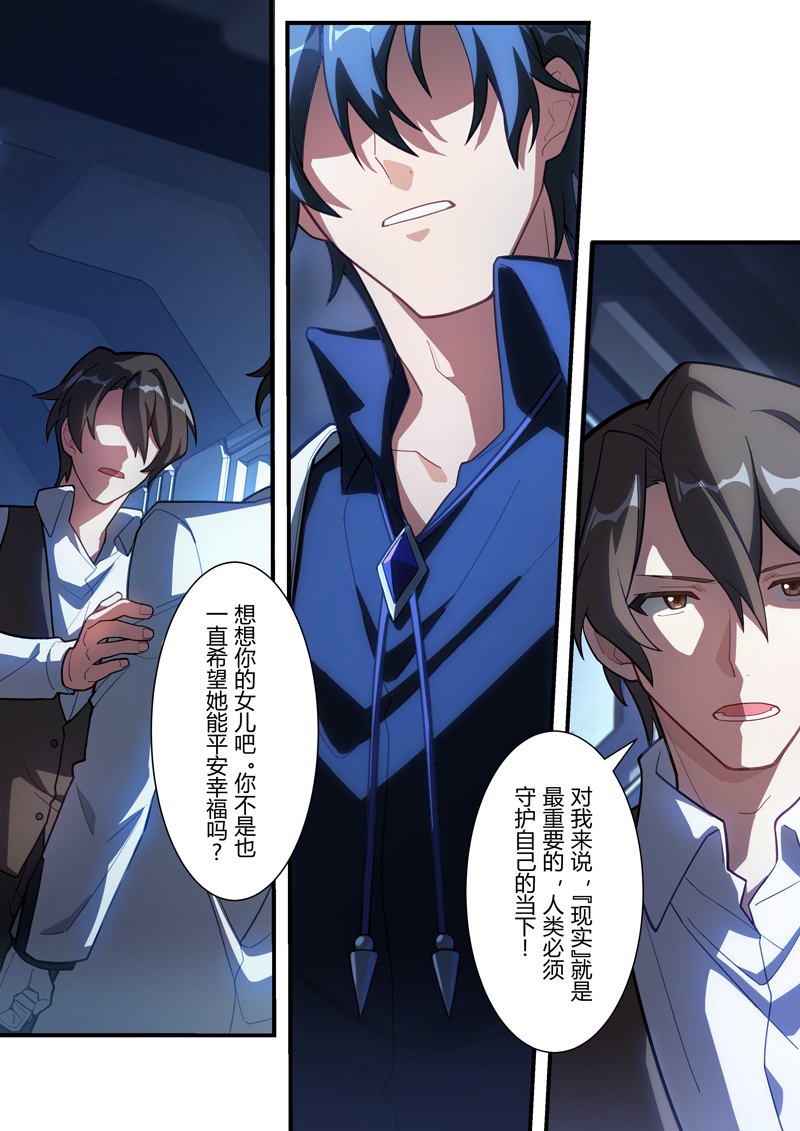 对我来说，『现实』就是
最重要的，人类必须
守护自己的当下！
想想你的女儿吧。你不是也
一直希望她能平安幸福吗？